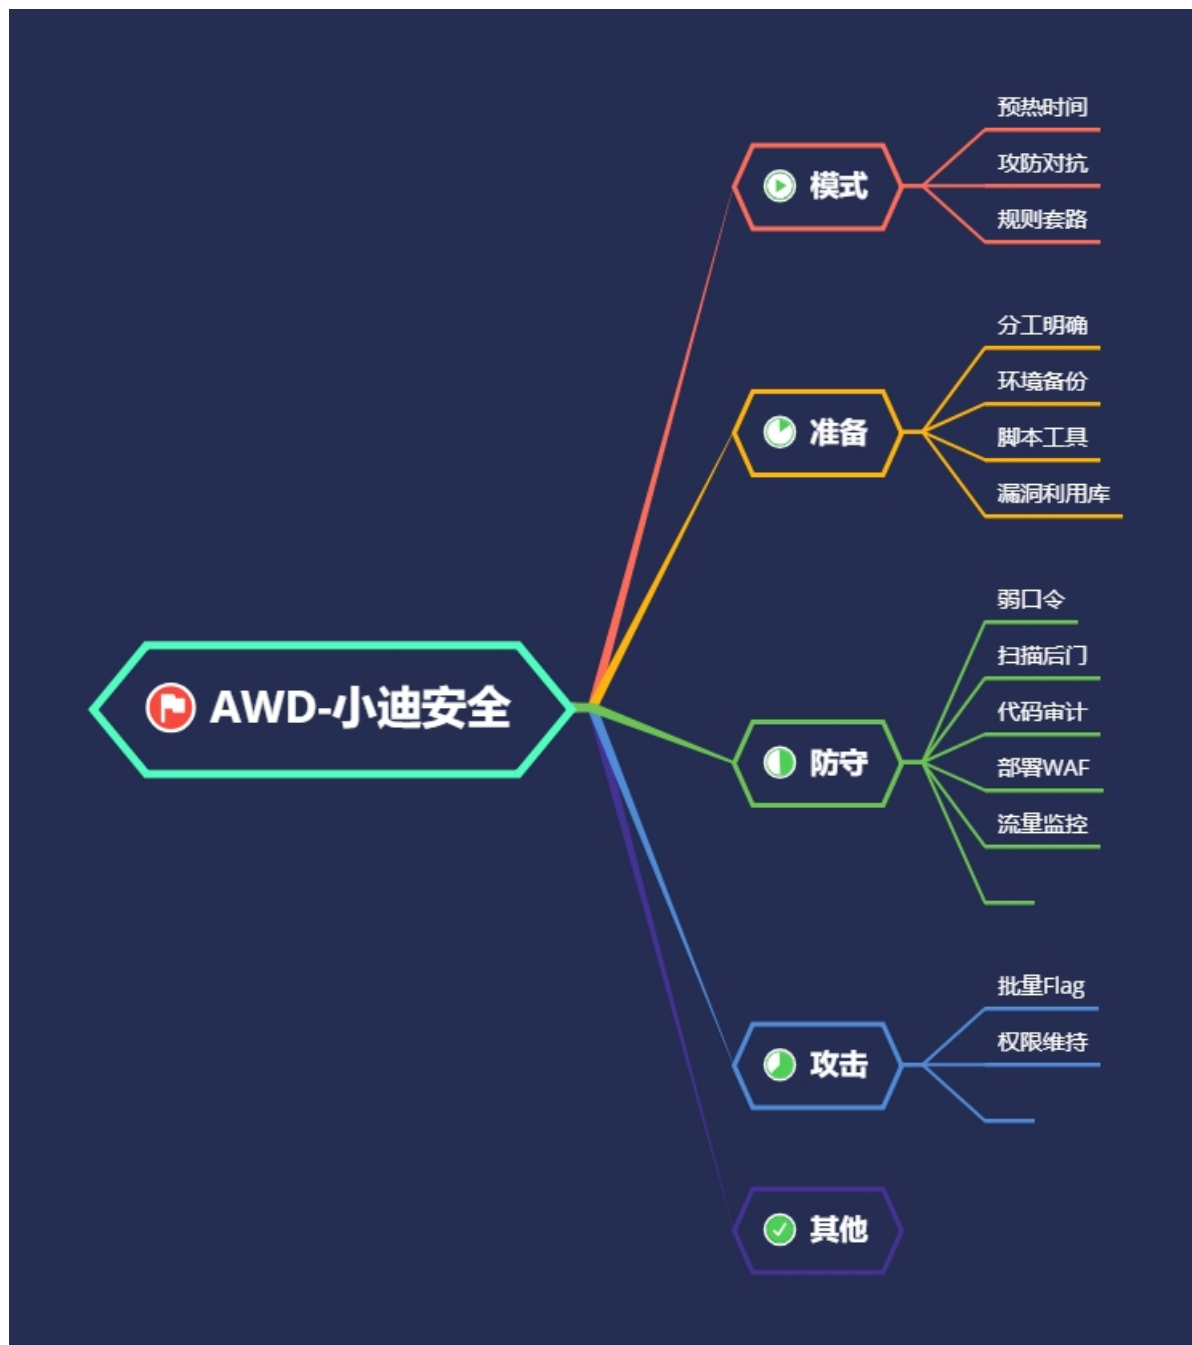 AWD-小迪安全
模式
预热时间
攻防对抗
规则套路
准备
分工明确
环境备份
脚本工具
漏洞利用库
防守
弱口令
扫描后门
代码审计
部署WAF
流量监控
攻击
批量Flag
权限维持
其他